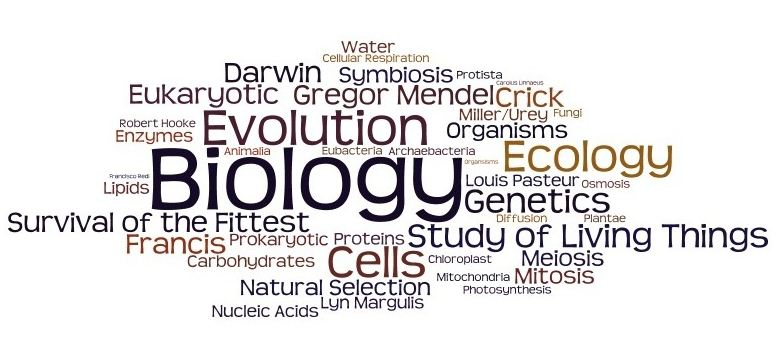 Water
Cellular Respiration
Darwin Symbiosis Protista
Carolus Linnaeus
Eukaryotic Gregor Mendel Crick
Miller/Urey Fungi
Robert Hooke Evolution Organisms
Enzymes
Animalia Eubacteria Archaebacteria
Biology Ecology
Organsisms
Francisco Redi
Lipids Louis Pasteur Osmosis
Genetics
Survival of the Fittest Diffusion Plantae
Francis Prokaryotic Proteins Study of Living Things
Carbohydrates Cells Chloroplast Meiosis
Mitochondria Mitosis
Natural Selection Photosynthesis
Nucleic Acids Lyn Margulis